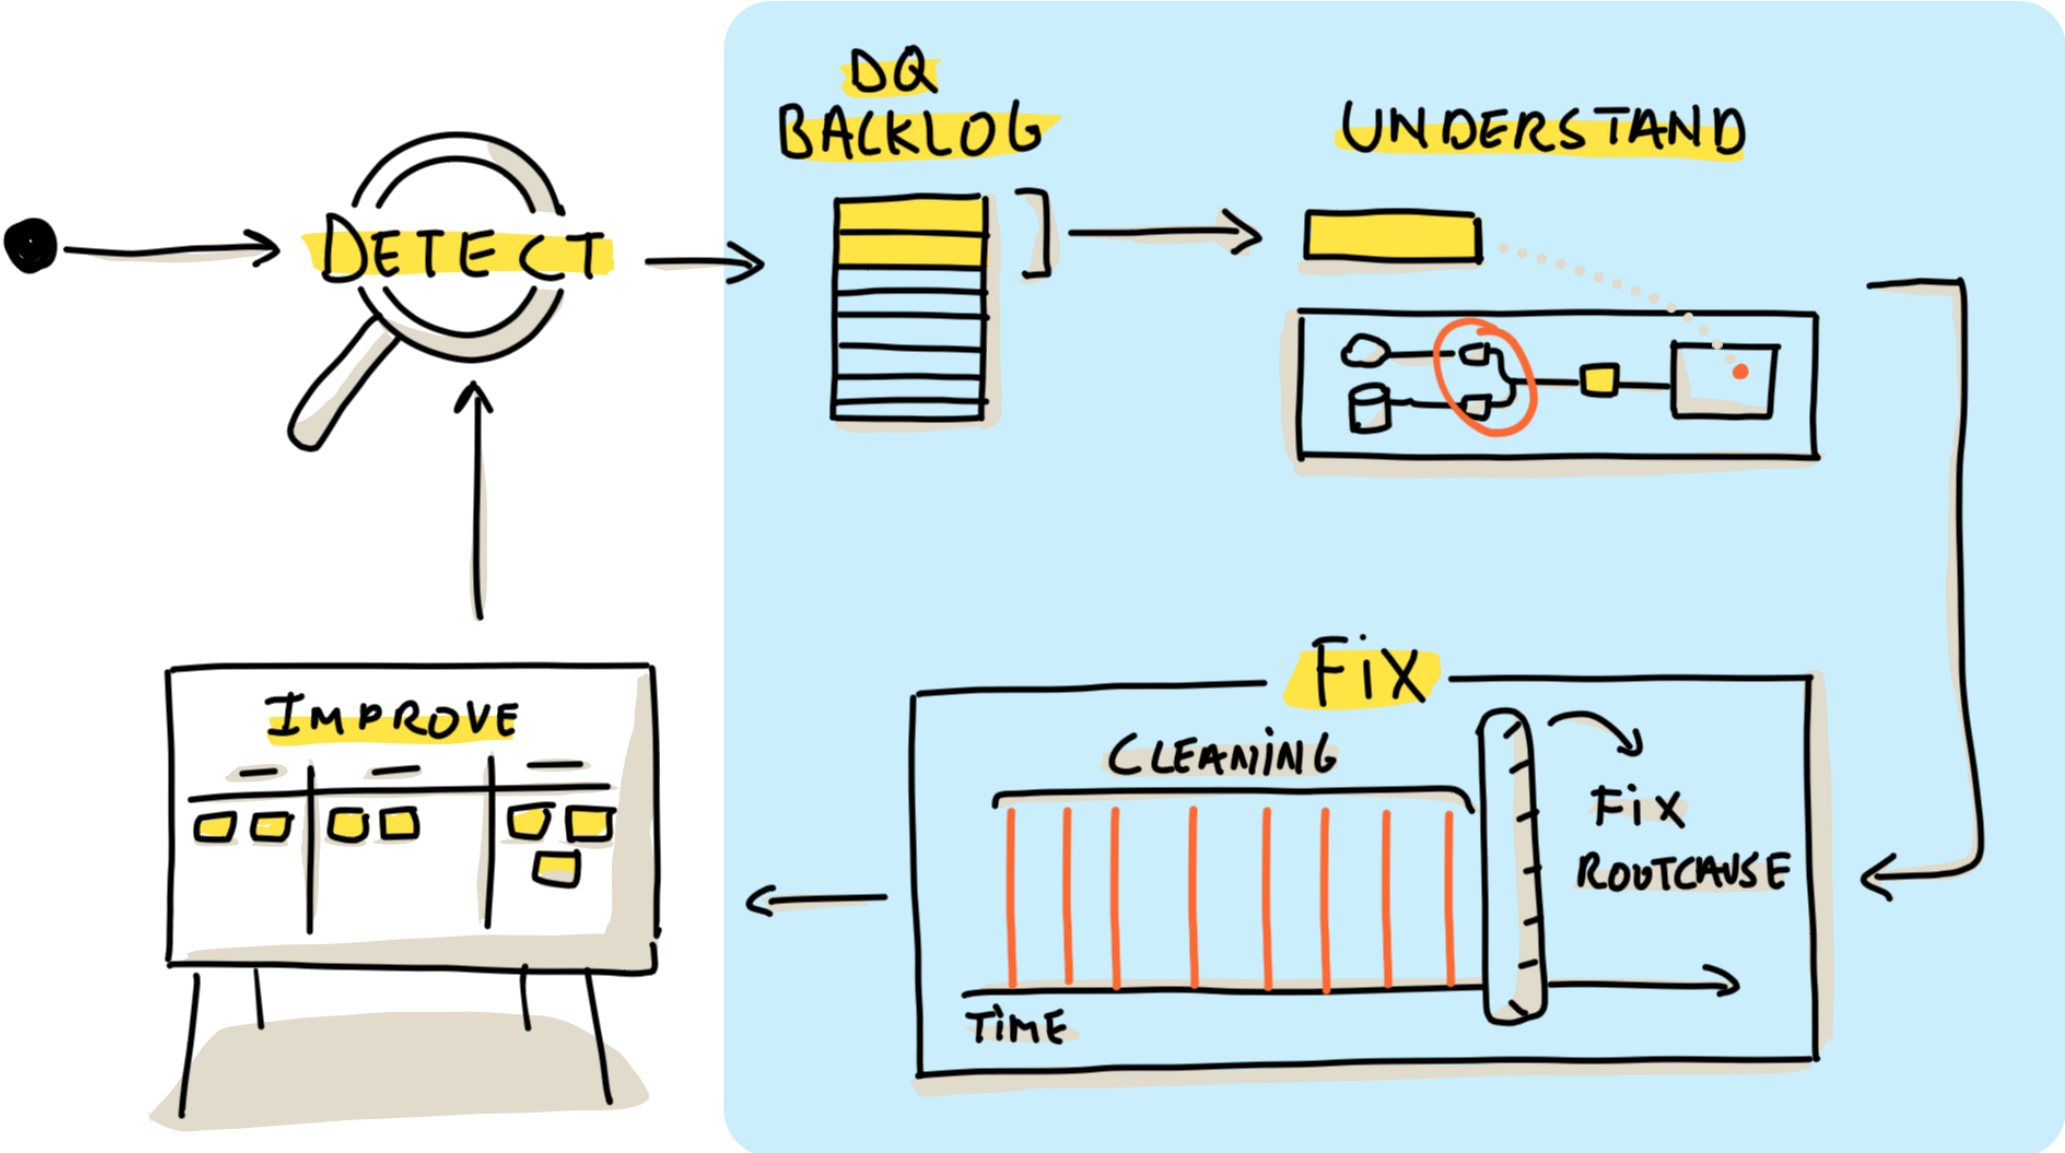 DETECT
DQ
BACKLOG
UNDERSTAND
FiX
CLEANiNG
FiX
ROOTCAUSE
TiME
IMPROVE